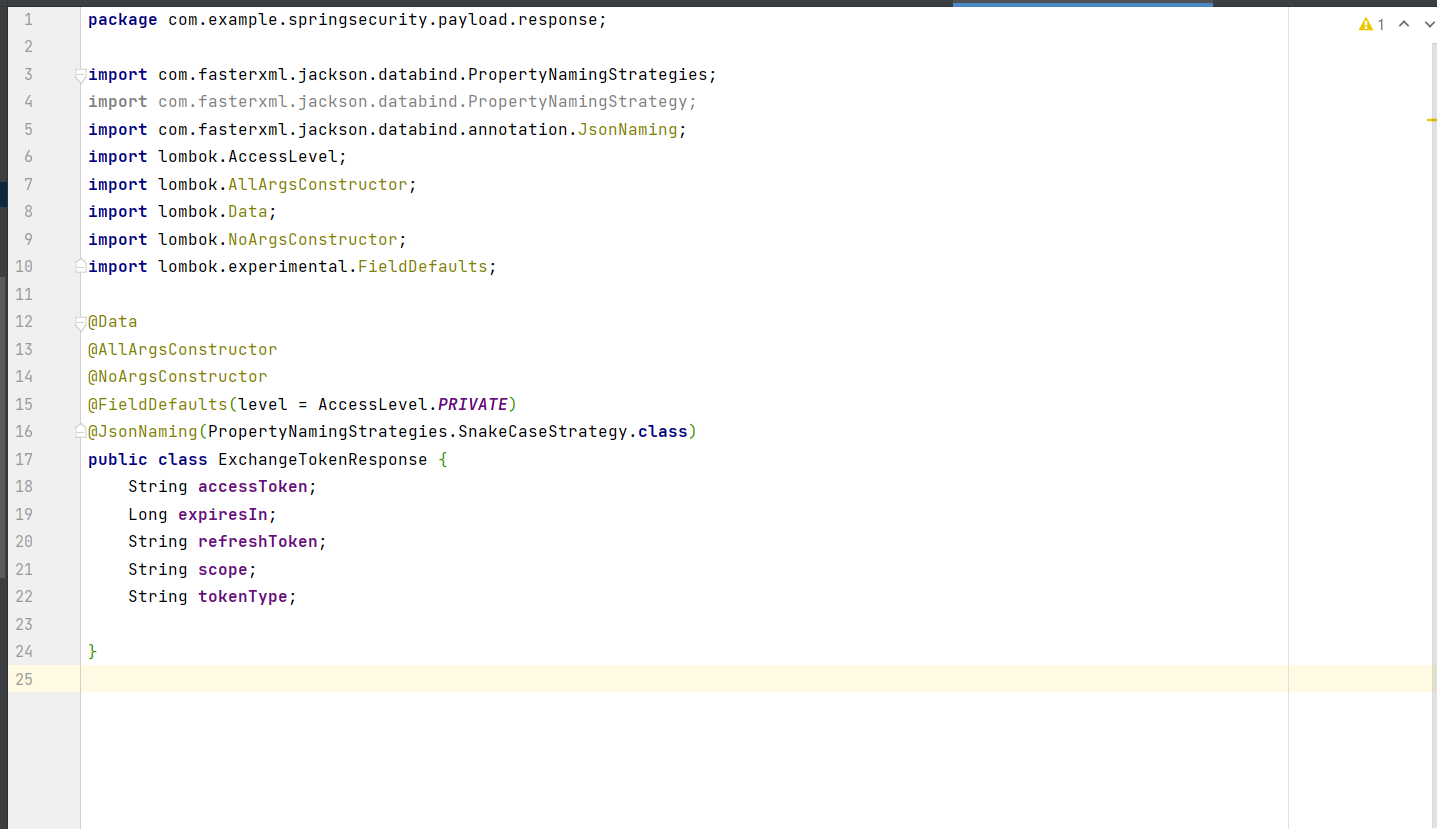 1 package com.example.springsecurity.payload.response;
2
3 import com.fasterxml.jackson.databind.PropertyNamingStrategies;
4 import com.fasterxml.jackson.databind.PropertyNamingStrategy;
5 import com.fasterxml.jackson.databind.annotation.JsonNaming;
6 import lombok.AccessLevel;
7 import lombok.AllArgsConstructor;
8 import lombok.Data;
9 import lombok.NoArgsConstructor;
10 import lombok.experimental.FieldDefaults;
11
12 @Data
13 @AllArgsConstructor
14 @NoArgsConstructor
15 @FieldDefaults(level = AccessLevel.PRIVATE)
16 @JsonNaming(PropertyNamingStrategies.SnakeCaseStrategy.class)
17 public class ExchangeTokenResponse {
18     String accessToken;
19     Long expiresIn;
20     String refreshToken;
21     String scope;
22     String tokenType;
23
24 }
25
1